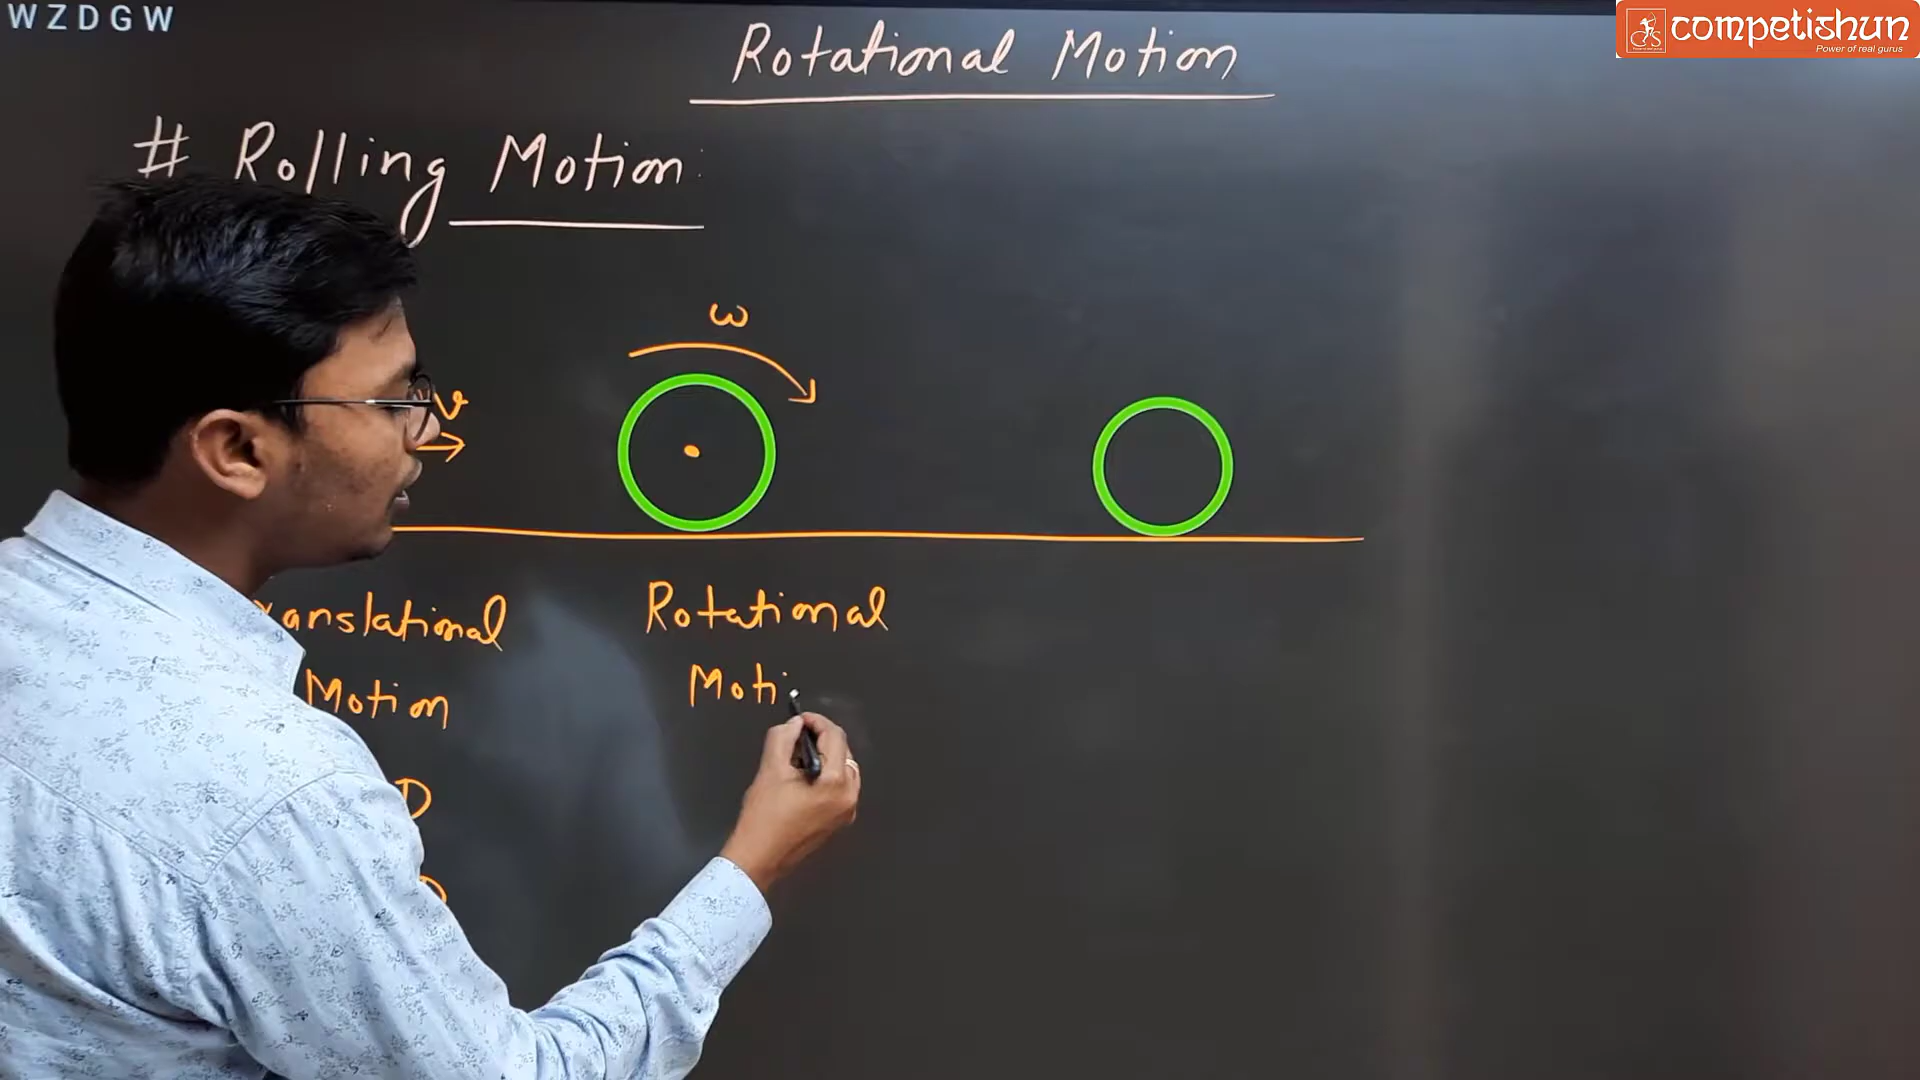 WZDGW
competishun
Power of real gurus
Rotational Motion
# Rolling Motion
ω
v
anslational
Rotational
Motion
Moti
D